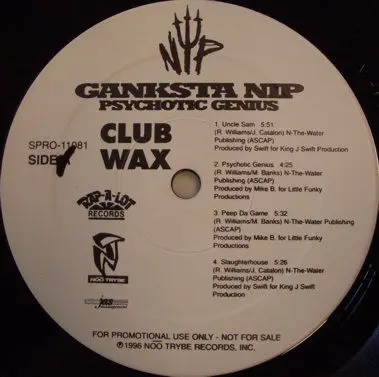 NIP
GANKSTA NIP
PSYCHOTIC GENIUS
CLUB
WAX
SPRO-11981
SIDE
1. Uncle Sam 5:51
(R. Williams/J. Catalon) N-The-Water
Publishing (ASCAP)
Produced by Swift for King J Swift Production
2. Psychotic Genius 4:25
(R. Williams/M. Banks) N-The-Water
Publishing (ASCAP)
Produced by Mike B. for Little Funky
Productions
3. Peep Da Game 5:32
(R. Williams/M. Banks) N-The-Water Publishing
(ASCAP)
Produced by Mike B. for Little Funky
Productions
4. Slaughterhouse 5:26
(R. Williams/J. Catalon) N-The-Water
Publishing (ASCAP)
Produced by Swift for King J Swift
Production
RAP-A-LOT
RECORDS
NOO TRYBE
jas
management
FOR PROMOTIONAL USE ONLY - NOT FOR SALE
©1996 NOO TRYBE RECORDS, INC.